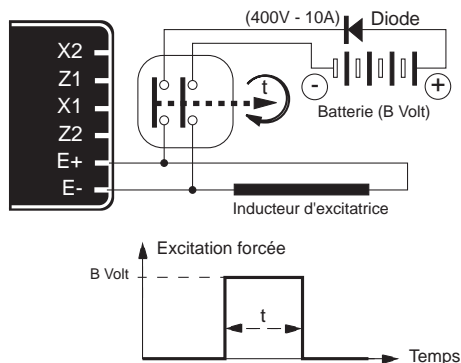 (400V - 10A) Diode
X2
Z1
X1
Z2
E+
E-
t
- +
Batterie (B Volt)
Inducteur d'excitatrice
Excitation forcée
B Volt
t
Temps